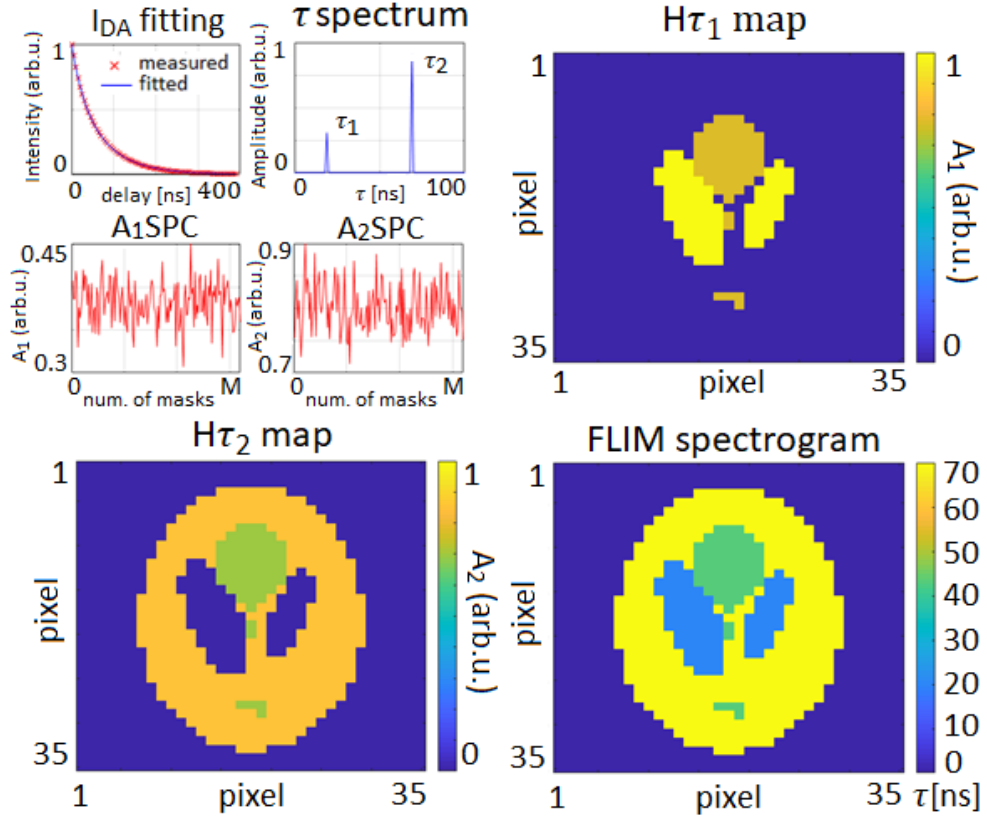 I_DA fitting
Intensity (arb.u.)
1
0
measured
fitted
0
delay [ns]
400
τ spectrum
Amplitude (arb.u.)
1
0
τ₁
τ₂
0
τ [ns]
100
Hτ₁ map
pixel
1
35
1
pixel
35
1
A₁ (arb.u.)
0
A₁SPC
A₁ (arb.u.)
0.45
0.3
0
M
num. of masks
A₂SPC
A₂ (arb.u.)
0.9
0.7
0
M
num. of masks
Hτ₂ map
pixel
1
35
1
pixel
35
1
A₂ (arb.u.)
0
FLIM spectrogram
pixel
1
35
1
pixel
35
70
60
50
40
30
20
10
0
τ[ns]